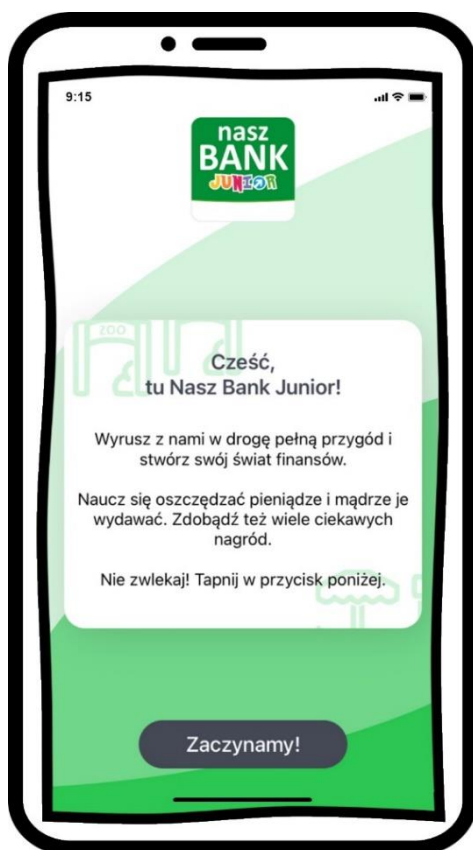 9:15
nasz
BANK
JUNIOR
ZOO
Cześć,
tu Nasz Bank Junior!
Wyrusz z nami w drogę pełną przygód i
stwórz swój świat finansów.
Naucz się oszczędzać pieniądze i mądrze je
wydawać. Zdobądź też wiele ciekawych
nagród.
Nie zwlekaj! Tapnij w przycisk poniżej.
Zaczynamy!